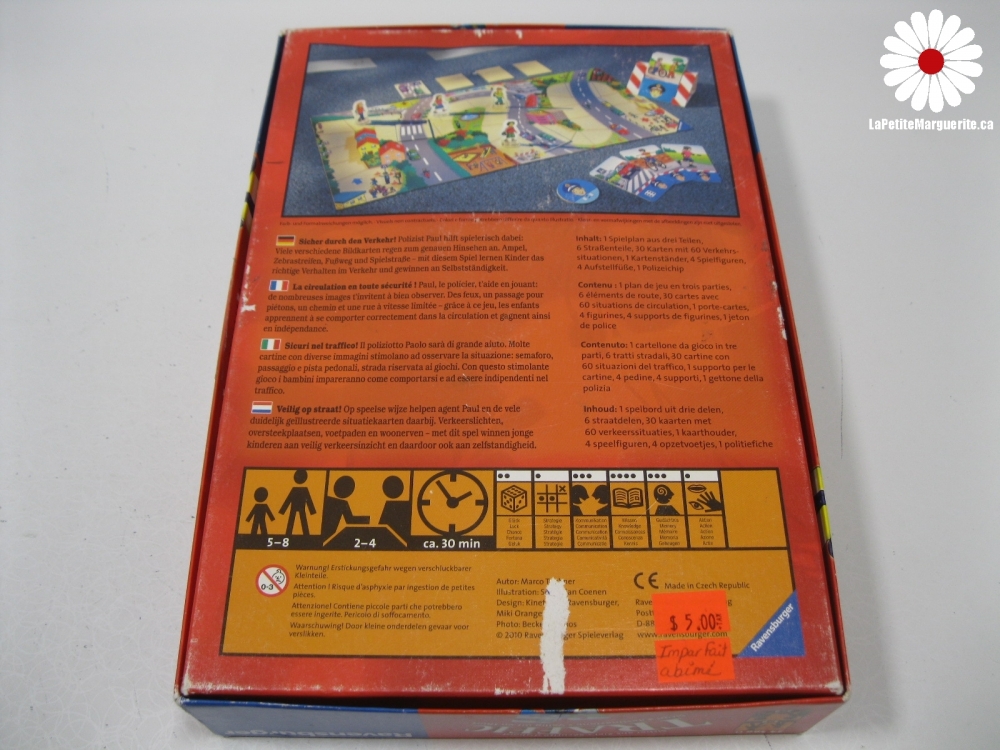 LaPetiteMarguerite.ca
Sicher durch den Verkehr! Polizist Paul hilft spielerisch dabei:
Viele verschiedene Bildkarten regen zum genauen Hinsehen an. Ampel,
Zebrastreifen, Fußweg und Spielstraße – mit diesem Spiel lernen Kinder das
richtige Verhalten im Verkehr und gewinnen an Selbstständigkeit.
Inhalt: 1 Spielplan aus drei Teilen,
6 Straßenteile, 30 Karten mit 60 Verkehrs-
situationen, 1 Kartenständer, 4 Spielfiguren,
4 Aufstellfüße, 1 Polizeichip
La circulation en toute sécurité ! Paul, le policier, t'aide en jouant:
de nombreuses images t'invitent à bien observer. Des feux, un passage pour
piétons, un chemin et une rue à vitesse limitée – grâce à ce jeu, les enfants
apprennent à se comporter correctement dans la circulation et gagnent ainsi
en indépendance.
Contenu : 1 plan de jeu en trois parties,
6 éléments de route, 30 cartes avec
60 situations de circulation, 1 porte-cartes,
4 figurines, 4 supports de figurines, 1 jeton
de police
Sicuri nel traffico! Il poliziotto Paolo sarà di grande aiuto. Molte
cartine con diverse immagini stimolano ad osservare la situazione: semaforo,
passaggio e pista pedonali, strada riservata ai giochi. Con questo stimolante
gioco i bambini impareranno come comportarsi e ad essere indipendenti nel
traffico.
Contenuto: 1 cartellone da gioco in tre
parti, 6 tratti stradali, 30 cartine con
60 situazioni del traffico, 1 supporto per le
cartine, 4 pedine, 4 supporti, 1 gettone della
polizia
Veilig op straat! Op speelse wijze helpen agent Paul en de vele
duidelijk geïllustreerde situatiekaarten daarbij. Verkeerslichten,
oversteekplaatsen, voetpaden en woonerven – met dit spel winnen jonge
kinderen aan veilig verkeersinzicht en daardoor ook aan zelfstandigheid.
Inhoud: 1 spelbord uit drie delen,
6 straatdelen, 30 kaarten met
60 verkeerssituaties, 1 kaarthouder,
4 speelfiguren, 4 opzetvoetjes, 1 politiefiche
5–8
2–4
ca. 30 min
0-3
Warnung! Erstickungsgefahr wegen verschluckbarer
Kleinteile.
Attention ! Risque d'asphyxie par ingestion de petites
pièces.
Attenzione! Contiene piccole parti che potrebbero
essere ingerite. Pericolo di soffocamento.
Waarschuwing! Door kleine onderdelen gevaar voor
verslikken.
Autor: Marco
Illustration: Coenen
Design: Ravensburger,
Miki Orange
Photo:
© 2010 Spieleverlag
CE Made in Czech Republic
www.ravensburger.com
$ 5,00
Imparfait
abîmé
Ravensburger
Ravensburger